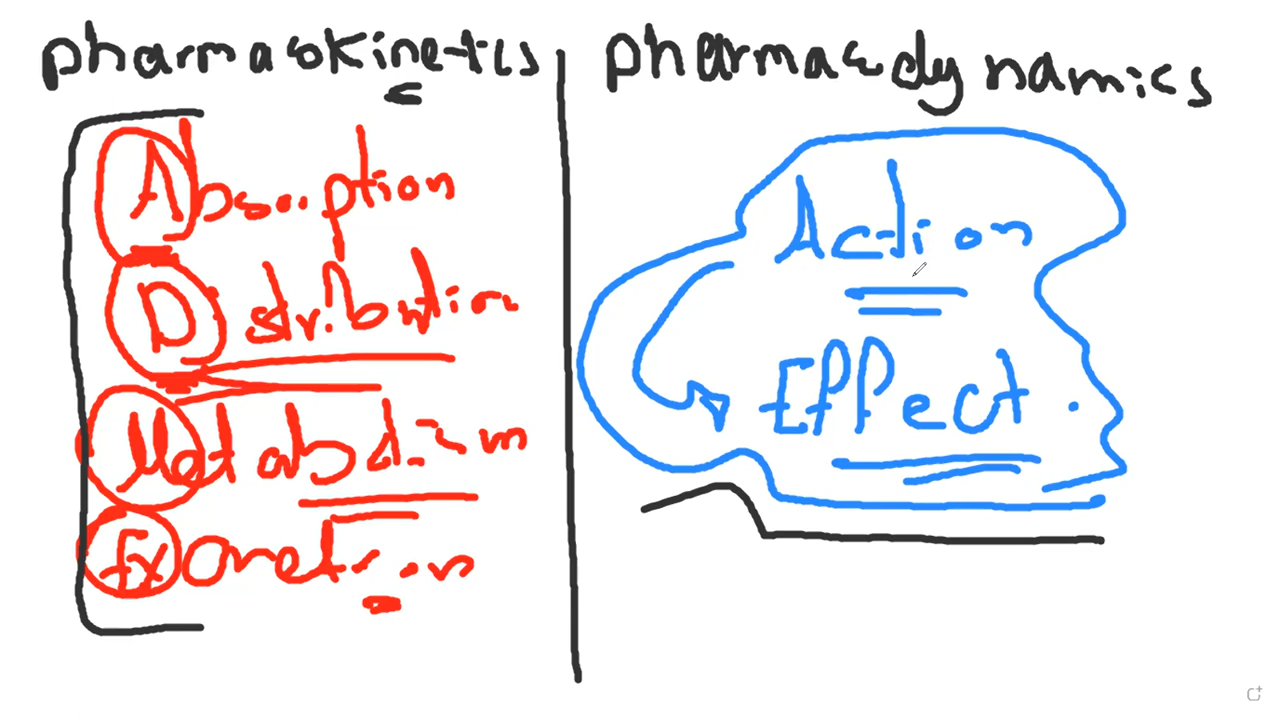 pharmacokinetics
Absorption
Distribution
Metabolism
Excretion
pharmacodynamics
Action
Effect.